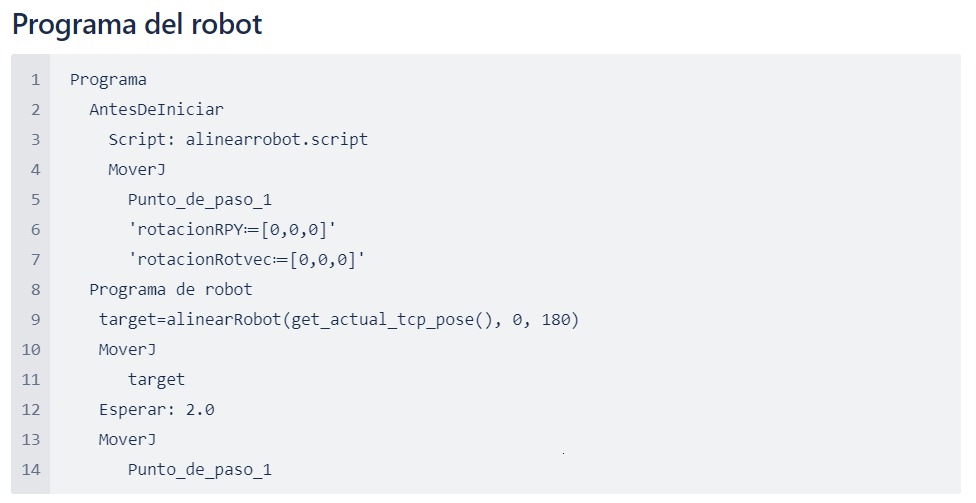 Programa del robot
1 Programa
2 AntesDeIniciar
3 Script: alinearrobot.script
4 MoverJ
5 Punto_de_paso_1
6 'rotacionRPY:=[0,0,0]'
7 'rotacionRotvec:=[0,0,0]'
8 Programa de robot
9 target=alinearRobot(get_actual_tcp_pose(), 0, 180)
10 MoverJ
11 target
12 Esperar: 2.0
13 MoverJ
14 Punto_de_paso_1